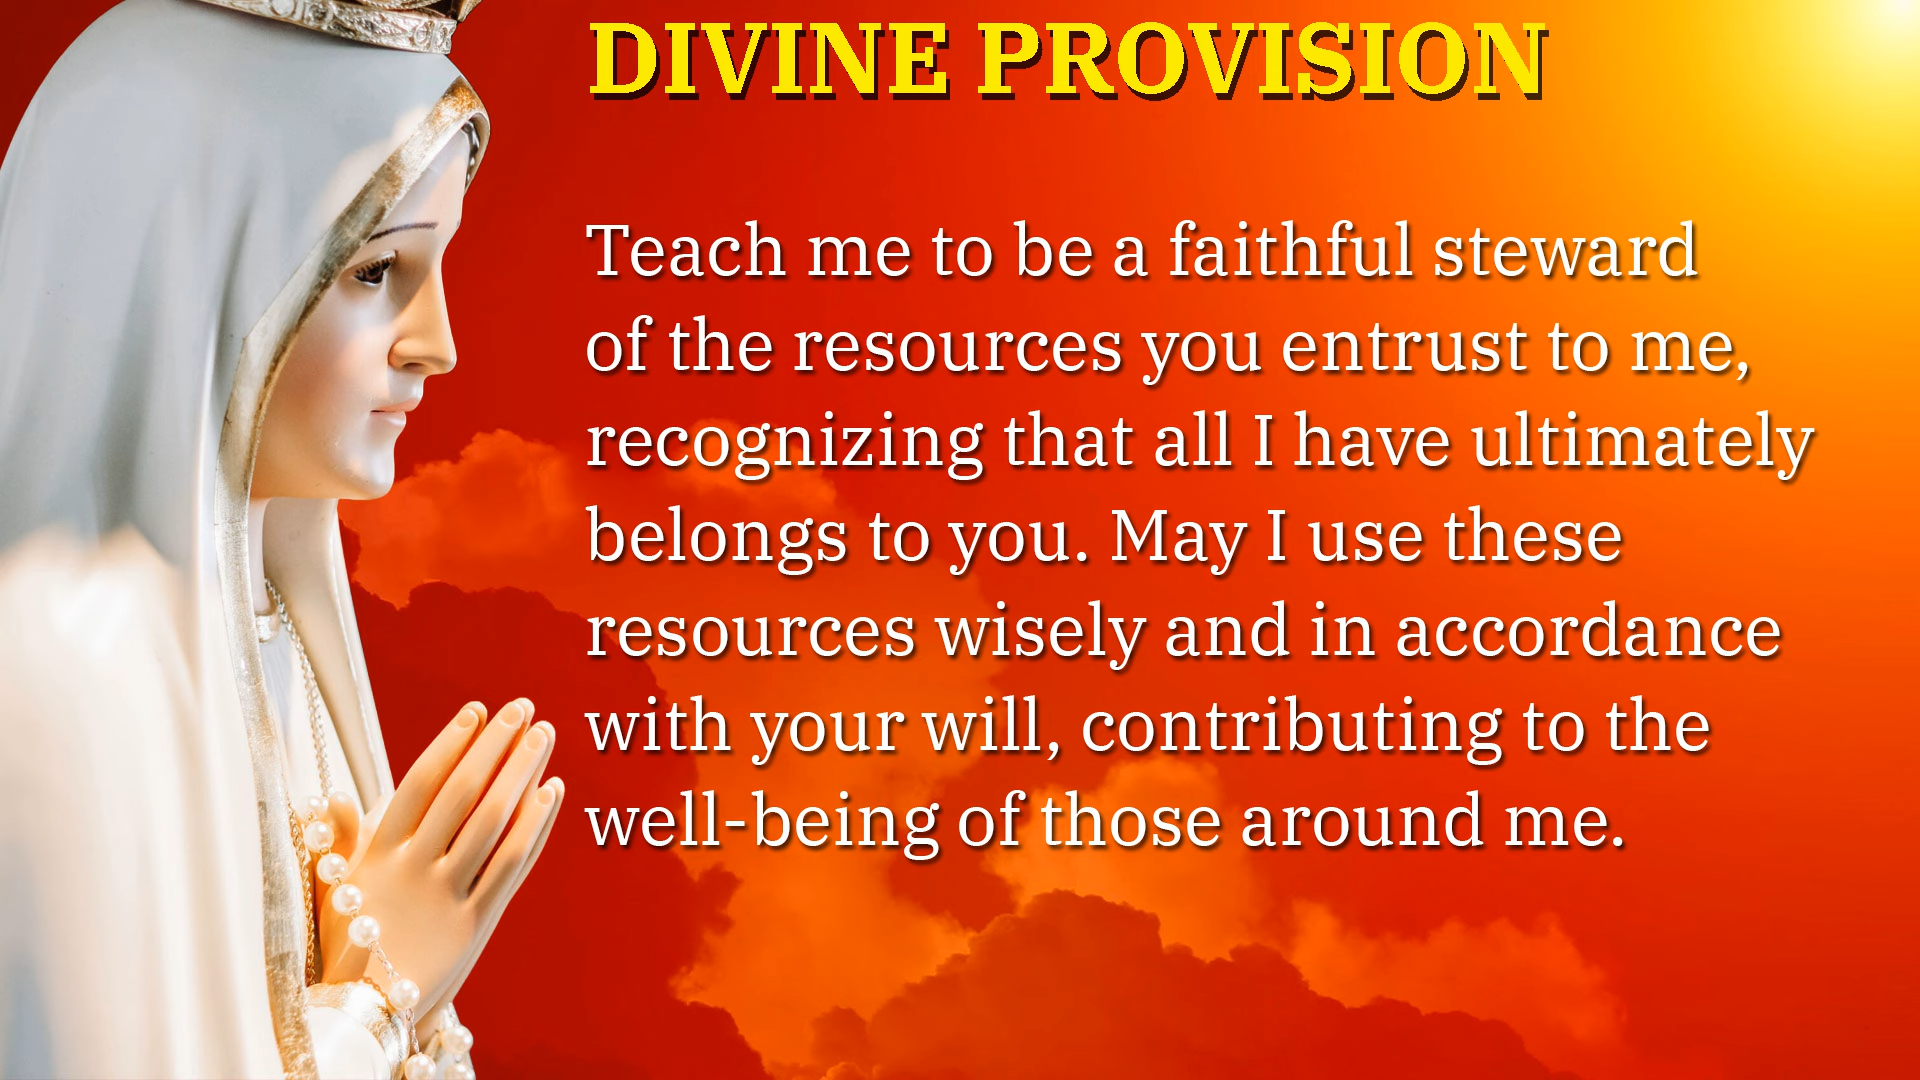 DIVINE PROVISION
Teach me to be a faithful steward
of the resources you entrust to me,
recognizing that all I have ultimately
belongs to you. May I use these
resources wisely and in accordance
with your will, contributing to the
well-being of those around me.